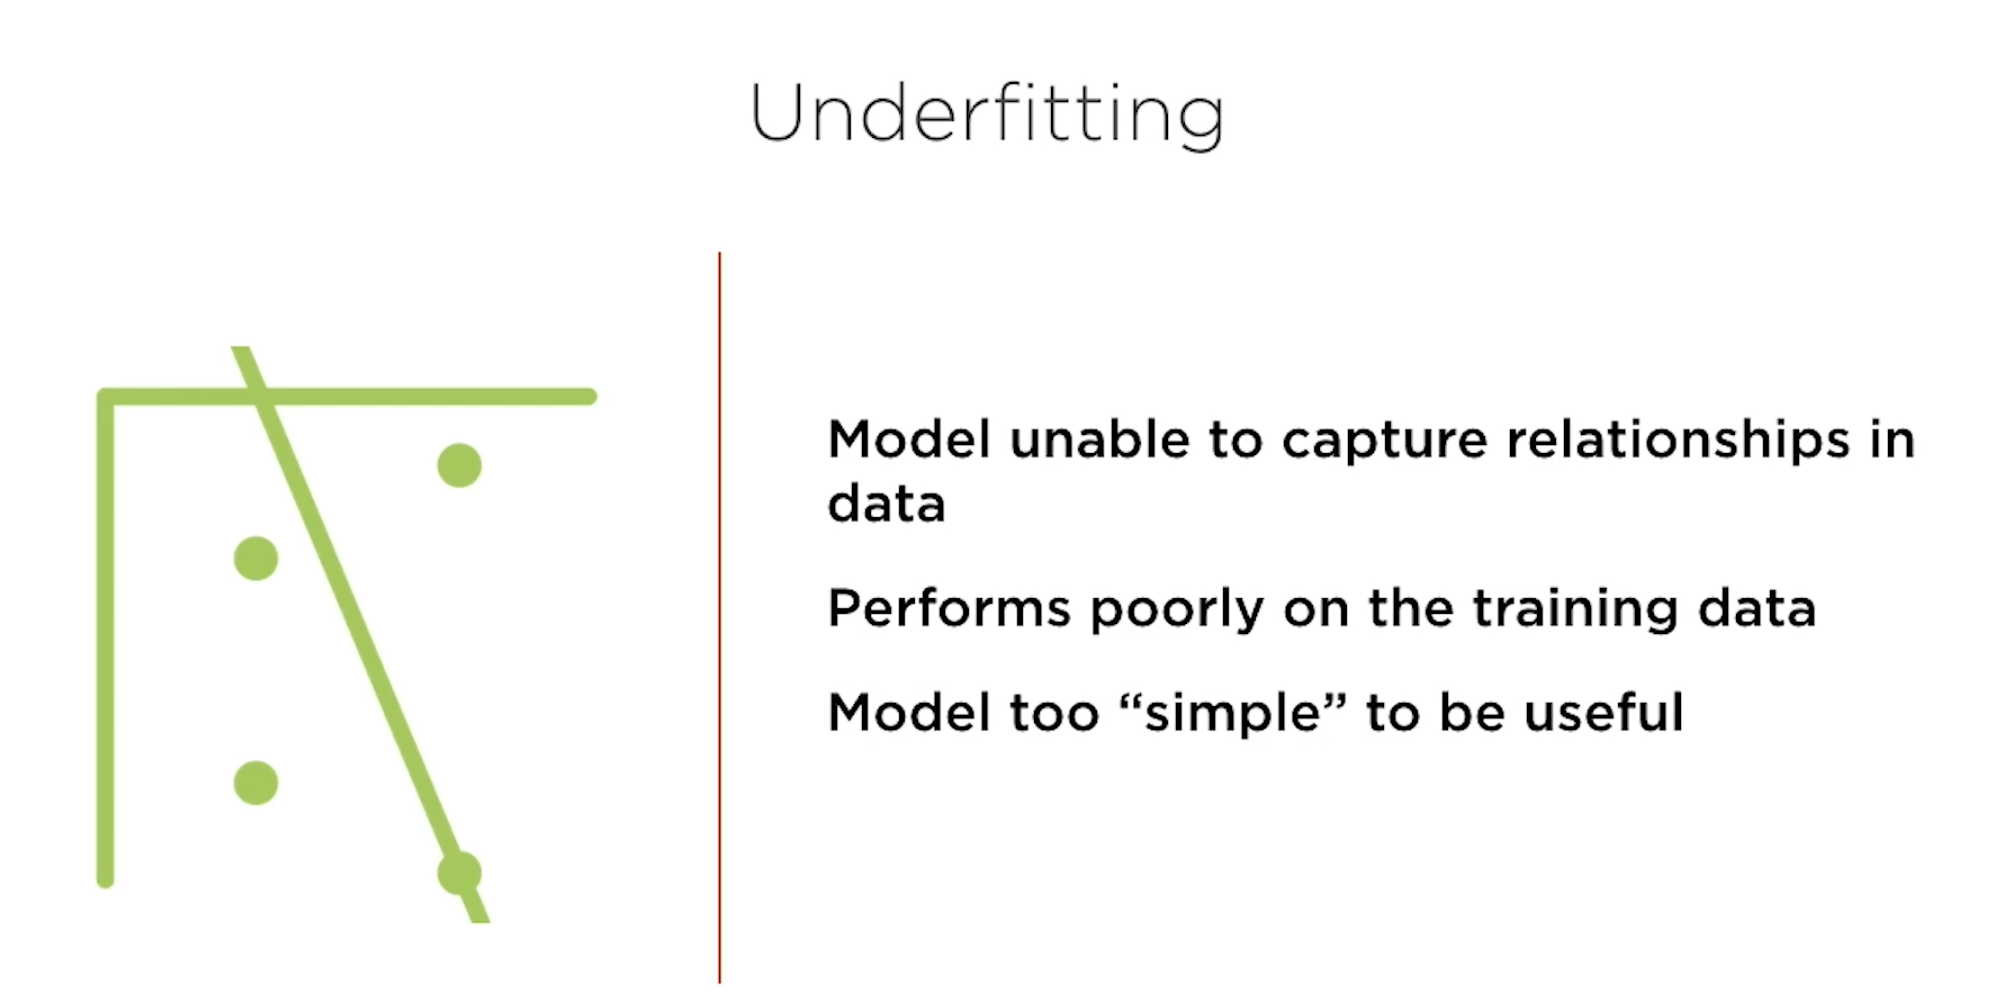 Underfitting
Model unable to capture relationships in
data
Performs poorly on the training data
Model too “simple” to be useful